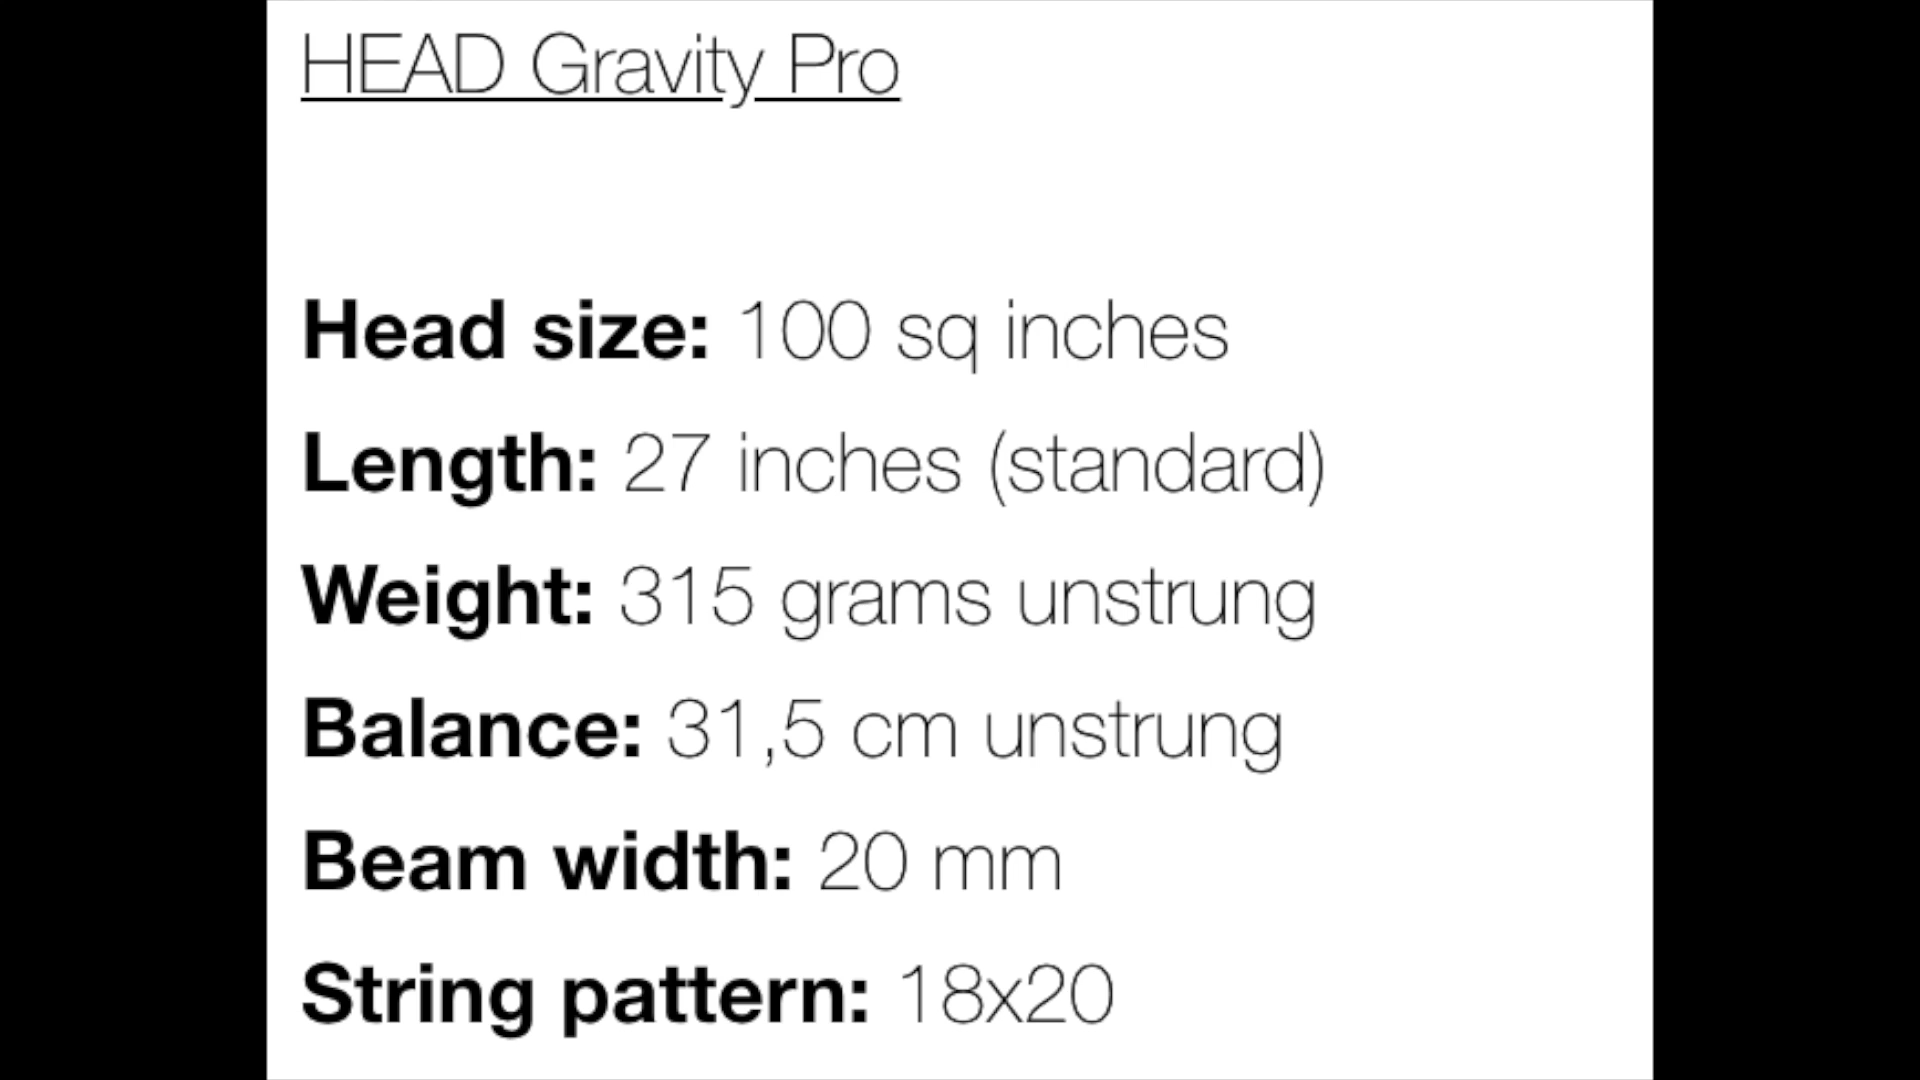 HEAD Gravity Pro
Head size: 100 sq inches
Length: 27 inches (standard)
Weight: 315 grams unstrung
Balance: 31,5 cm unstrung
Beam width: 20 mm
String pattern: 18x20